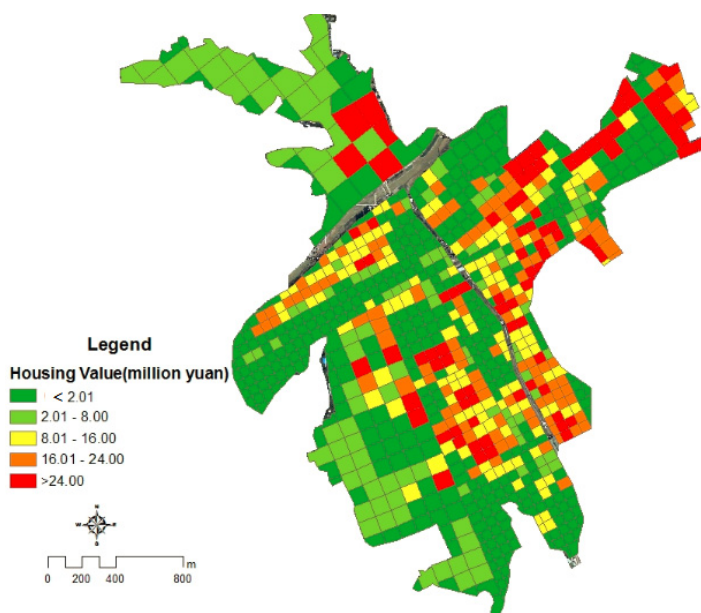 Legend
Housing Value(million yuan)
< 2.01
2.01 - 8.00
8.01 - 16.00
16.01 - 24.00
>24.00
N
W
E
S
0 200 400 800 m